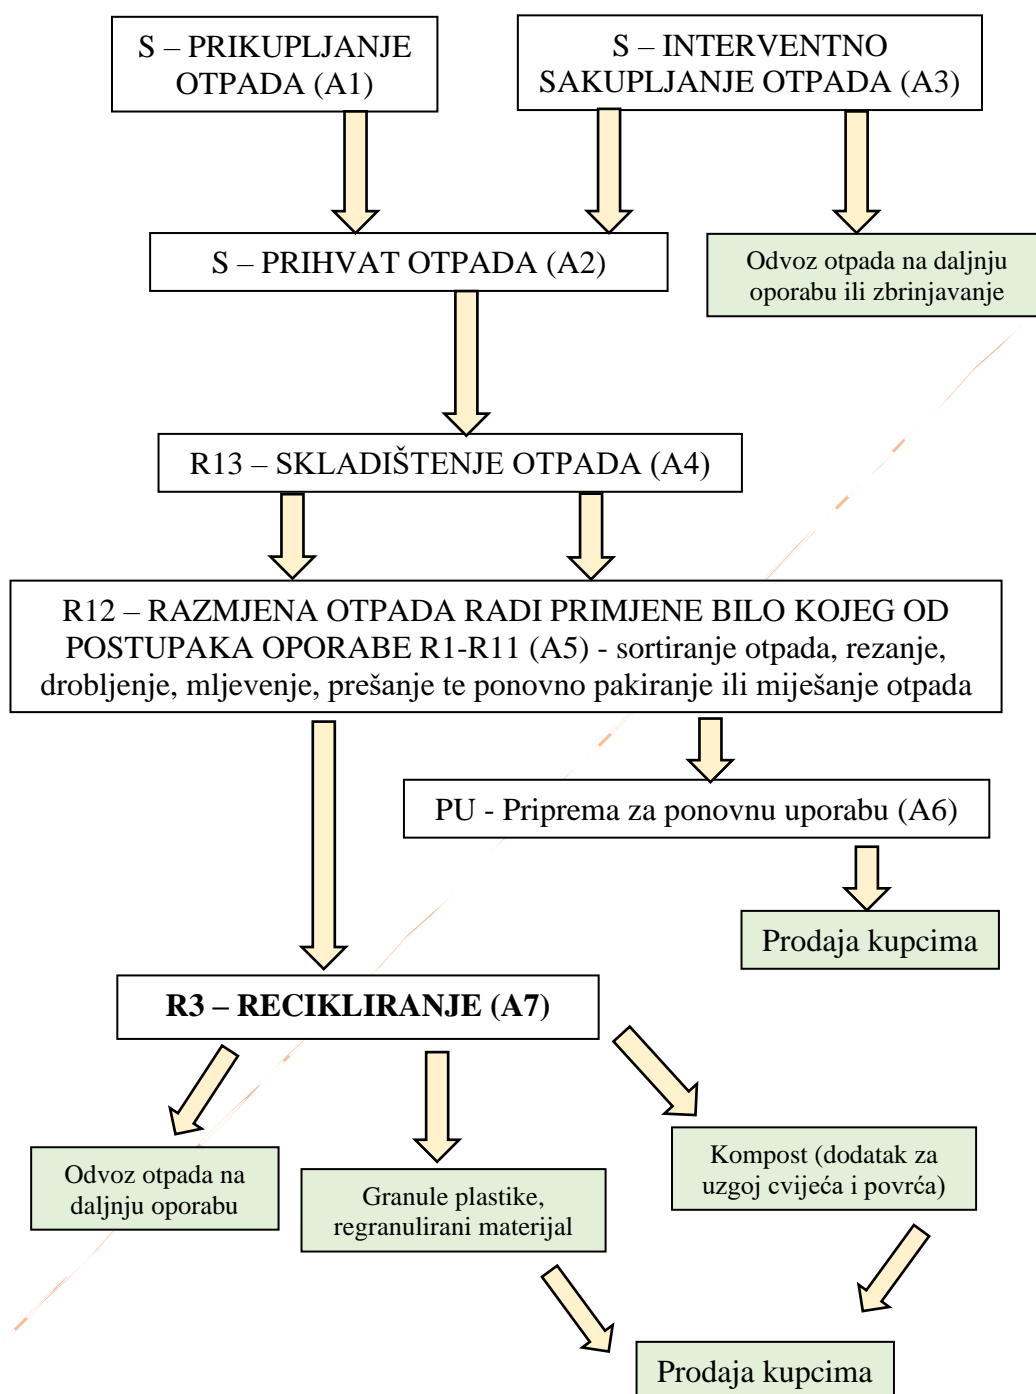 S – PRIKUPLJANJE
OTPADA (A1)
S – INTERVENTNO
SAKUPLJANJE OTPADA (A3)
S – PRIHVAT OTPADA (A2)
Odvoz otpada na daljnju
oporabu ili zbrinjavanje
R13 – SKLADIŠTENJE OTPADA (A4)
R12 – RAZMJENA OTPADA RADI PRIMJENE BILO KOJEG OD
POSTUPAKA OPORABE R1-R11 (A5) - sortiranje otpada, rezanje,
drobljenje, mljevenje, prešanje te ponovno pakiranje ili miješanje otpada
PU - Priprema za ponovnu uporabu (A6)
Prodaja kupcima
R3 – RECIKLIRANJE (A7)
Odvoz otpada na
daljnju oporabu
Granule plastike,
regranulirani materijal
Kompost (dodatak za
uzgoj cvijeća i povrća)
Prodaja kupcima